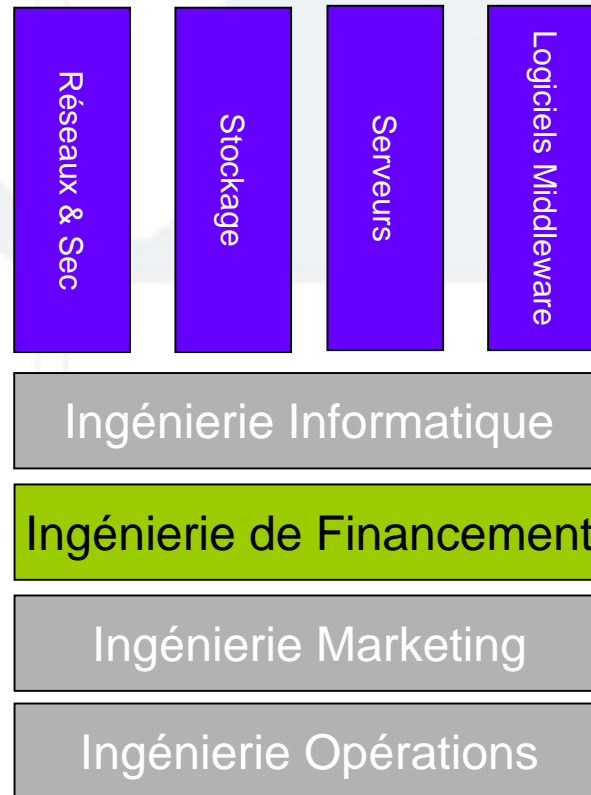 Réseaux & Sec
Stockage
Serveurs
Logiciels Middleware
Ingénierie Informatique
Ingénierie de Financement
Ingénierie Marketing
Ingénierie Opérations